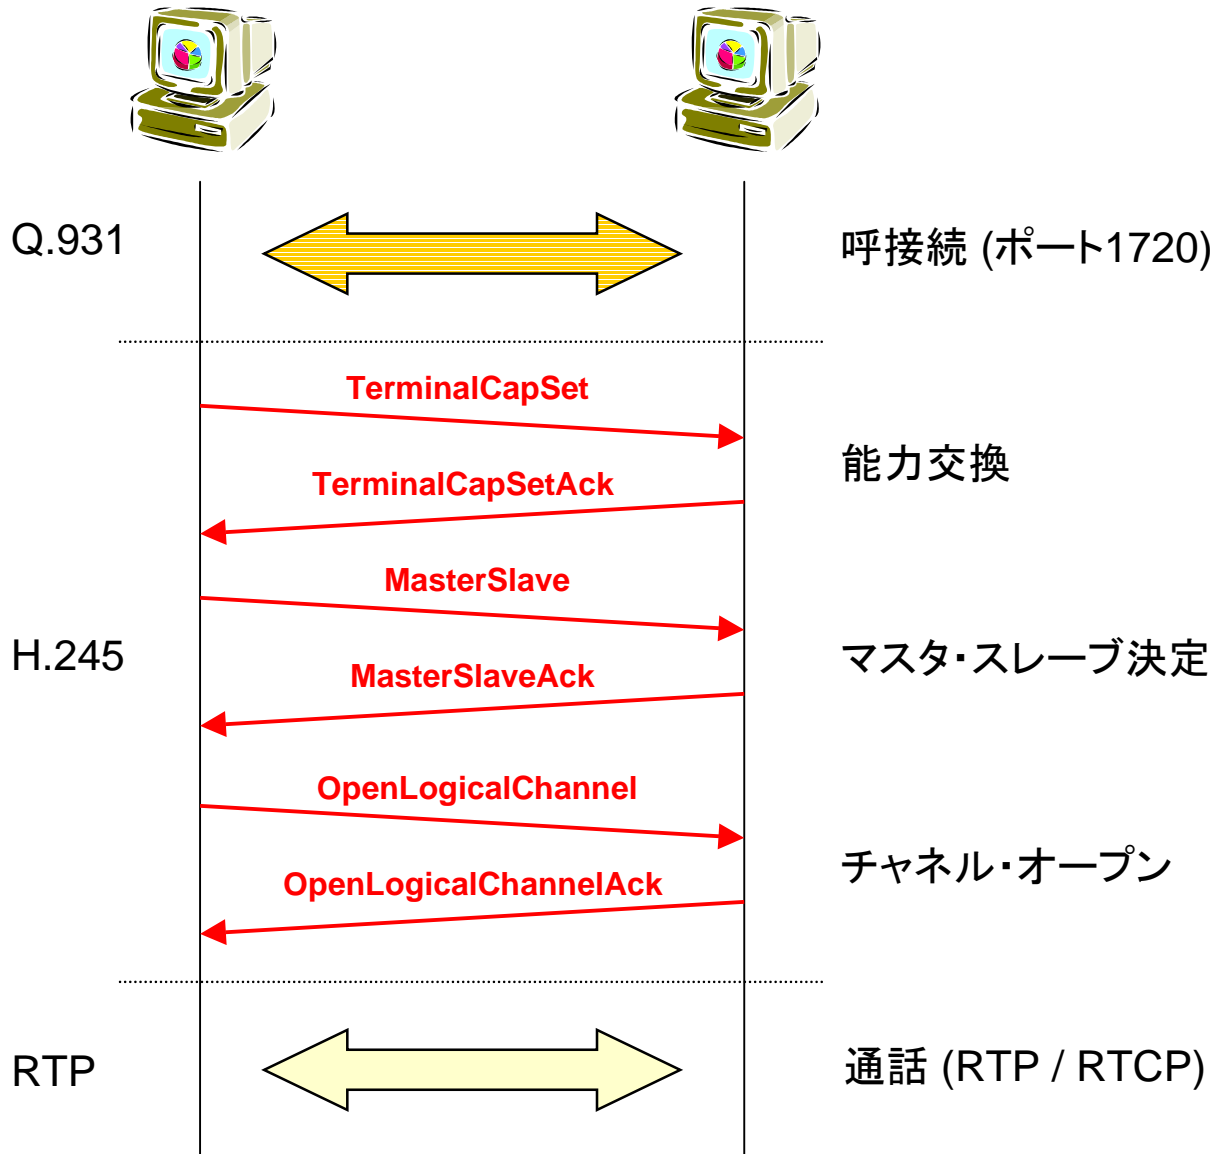 Q.931
呼接続 (ポート1720)
TerminalCapSet
能力交換
TerminalCapSetAck
MasterSlave
H.245
マスタ・スレーブ決定
MasterSlaveAck
OpenLogicalChannel
チャネル・オープン
OpenLogicalChannelAck
RTP
通話 (RTP / RTCP)